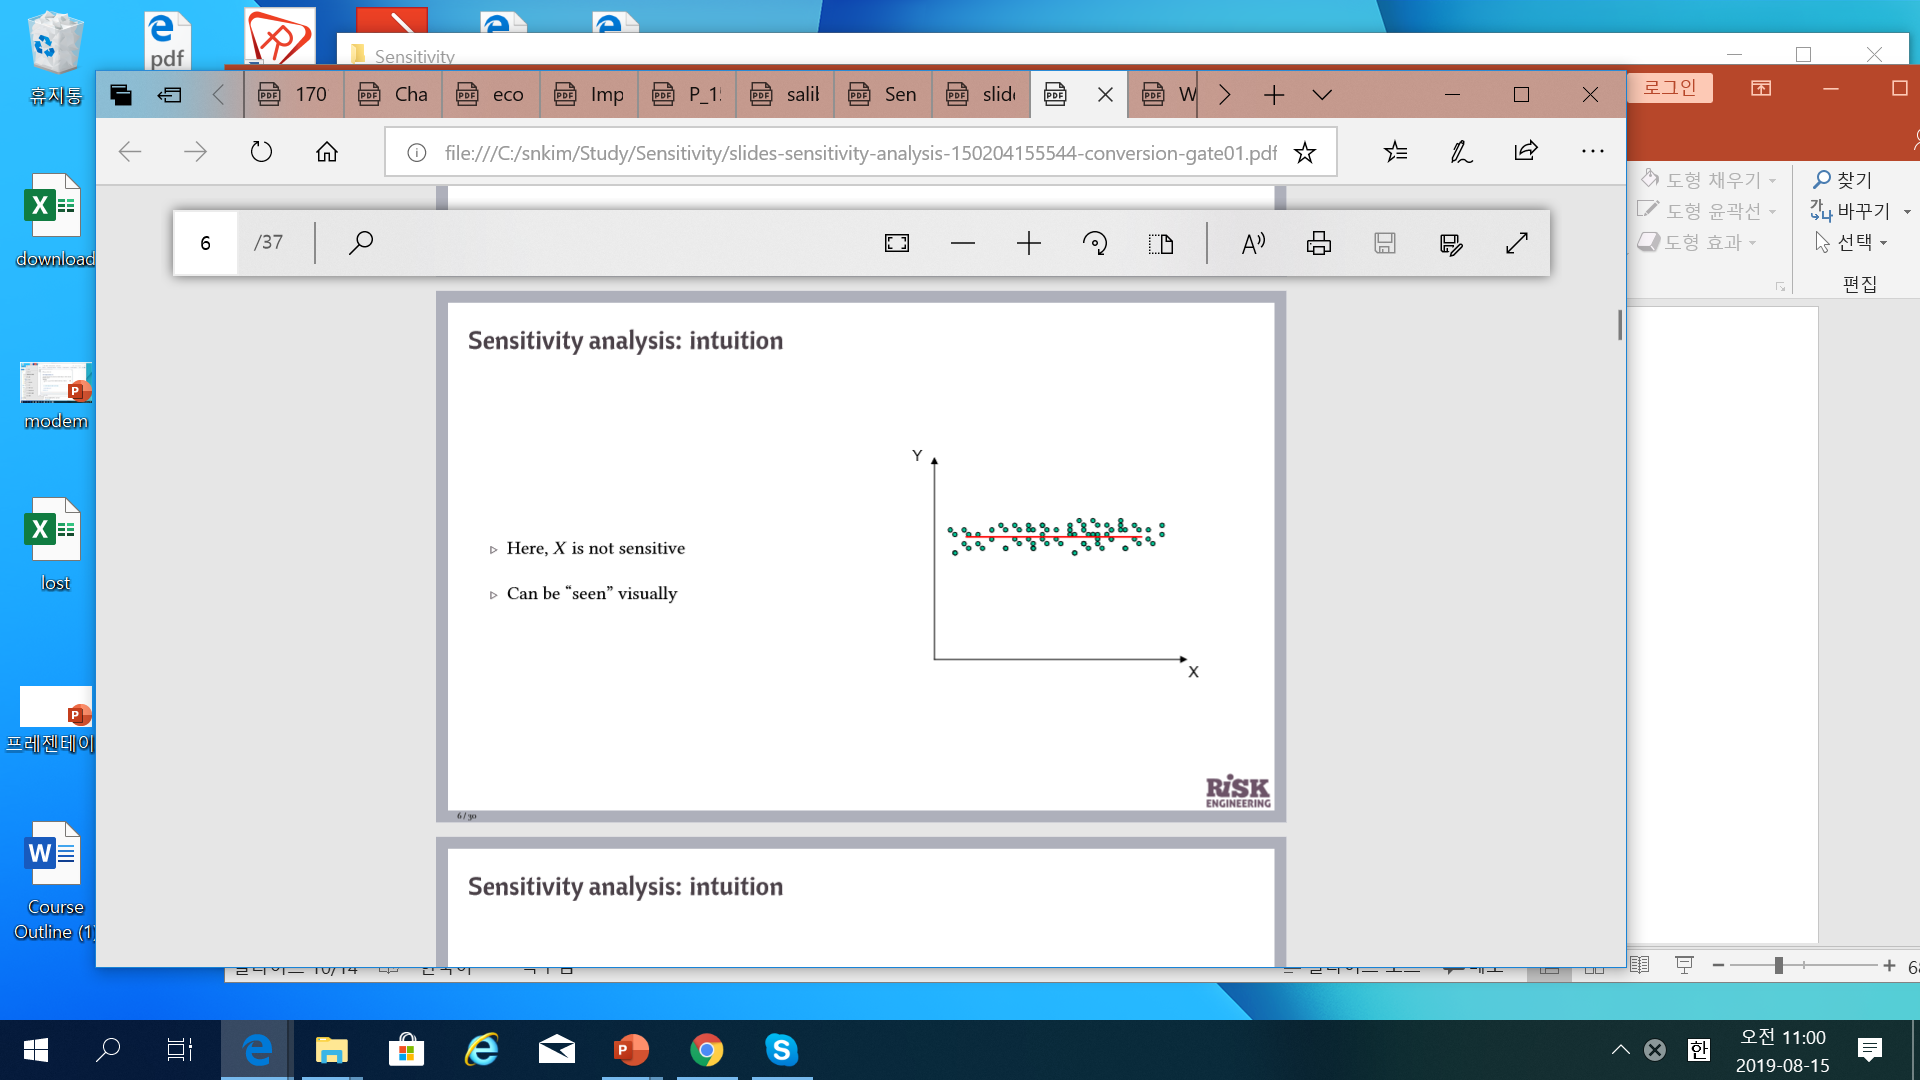 휴지통
pdf
download
modem
lost
프레젠테이
Course
Outline (1)
Sensitivity
170
Cha
eco
Imp
Sen
W
file:///C:/snkim/Study/Sensitivity/slides-sensitivity-analysis-150204155544-conversion-gate01.pdf
로그인
도형 채우기
도형 윤곽선
도형 효과
찾기
바꾸기
선택
편집
6
/37
Sensitivity analysis: intuition
▹ Here, X is not sensitive
▹ Can be “seen” visually
Y
X
RiSK
ENGINEERING
6 / 30
Sensitivity analysis: intuition
한
오전 11:00
2019-08-15